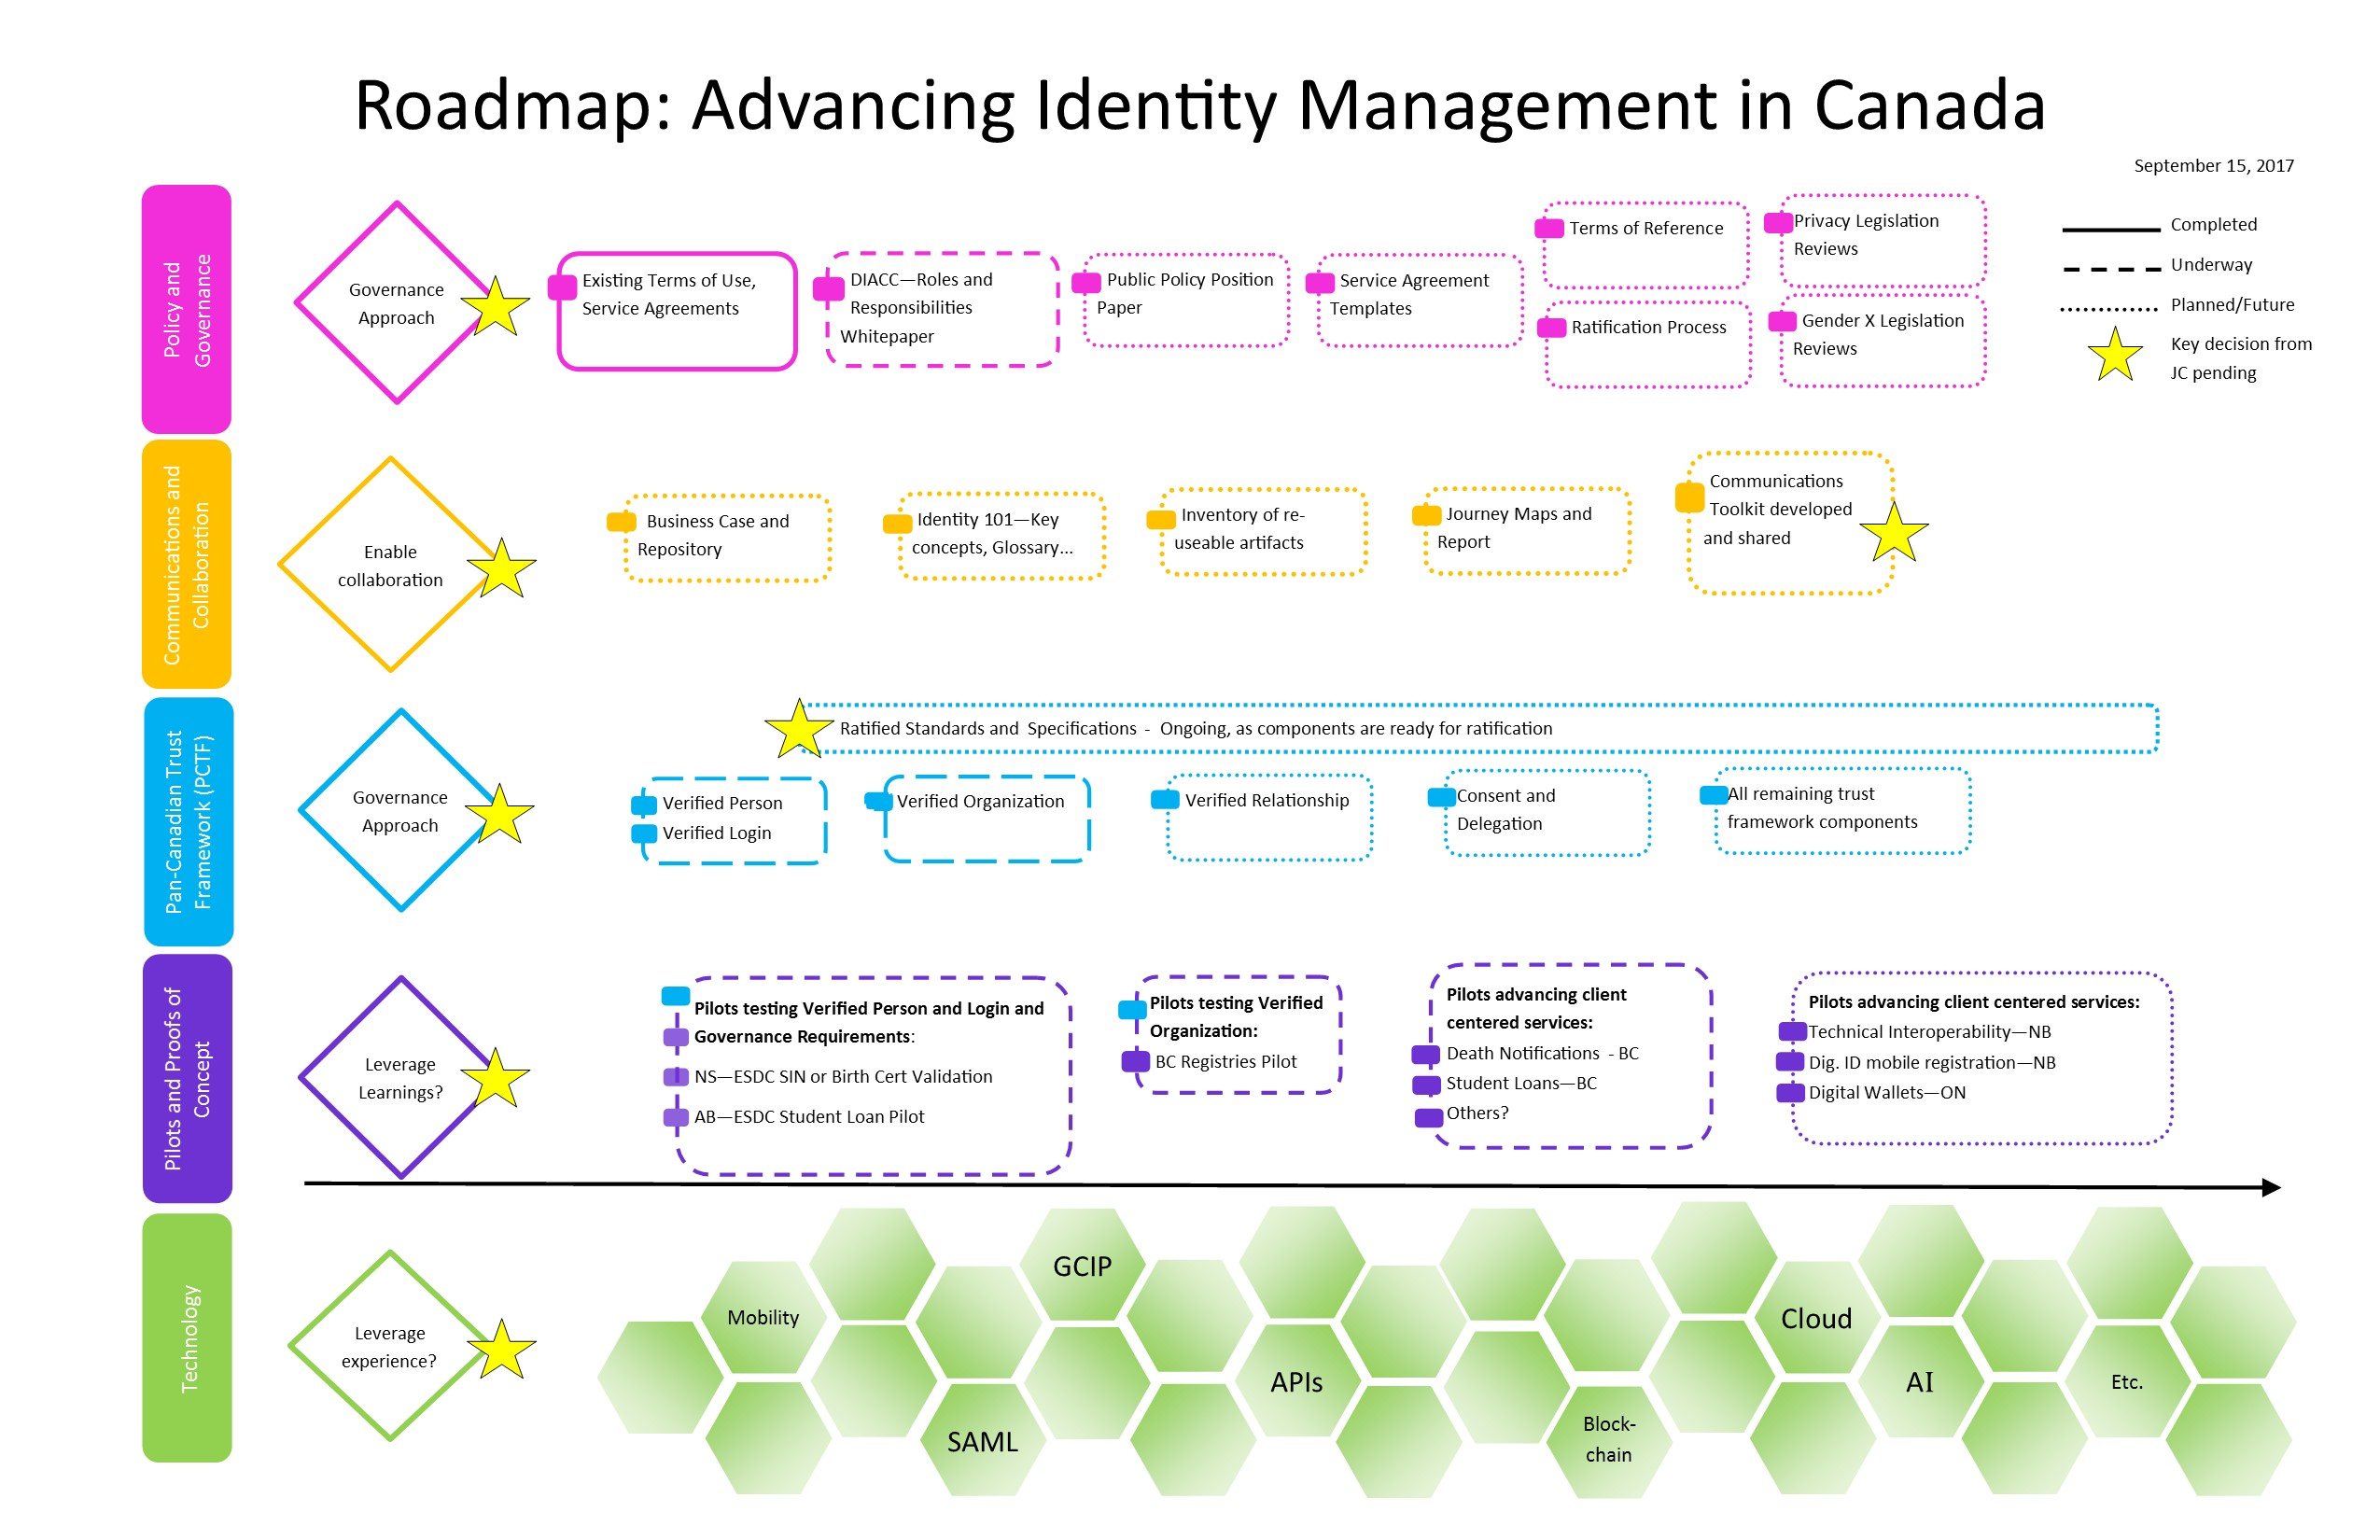 Roadmap: Advancing Identity Management in Canada
September 15, 2017
Completed
Underway
Planned/Future
Key decision from
JC pending
Policy and
Governance
Governance
Approach
Existing Terms of Use,
Service Agreements
DIACC—Roles and
Responsibilities
Whitepaper
Public Policy Position
Paper
Service Agreement
Templates
Terms of Reference
Ratification Process
Privacy Legislation
Reviews
Gender X Legislation
Reviews
Communications and
Collaboration
Enable
collaboration
Business Case and
Repository
Identity 101—Key
concepts, Glossary...
Inventory of re-
useable artifacts
Journey Maps and
Report
Communications
Toolkit developed
and shared
Pan-Canadian Trust
Framework (PCTF)
Governance
Approach
Ratified Standards and Specifications - Ongoing, as components are ready for ratification
Verified Person
Verified Login
Verified Organization
Verified Relationship
Consent and
Delegation
All remaining trust
framework components
Pilots and Proofs of
Concept
Leverage
Learnings?
Pilots testing Verified Person and Login and
Governance Requirements:
NS—ESDC SIN or Birth Cert Validation
AB—ESDC Student Loan Pilot
Pilots testing Verified
Organization:
BC Registries Pilot
Pilots advancing client
centered services:
Death Notifications - BC
Student Loans—BC
Others?
Pilots advancing client centered services:
Technical Interoperability—NB
Dig. ID mobile registration—NB
Digital Wallets—ON
Technology
Leverage
experience?
Mobility
GCIP
SAML
APIs
Block-
chain
Cloud
AI
Etc.